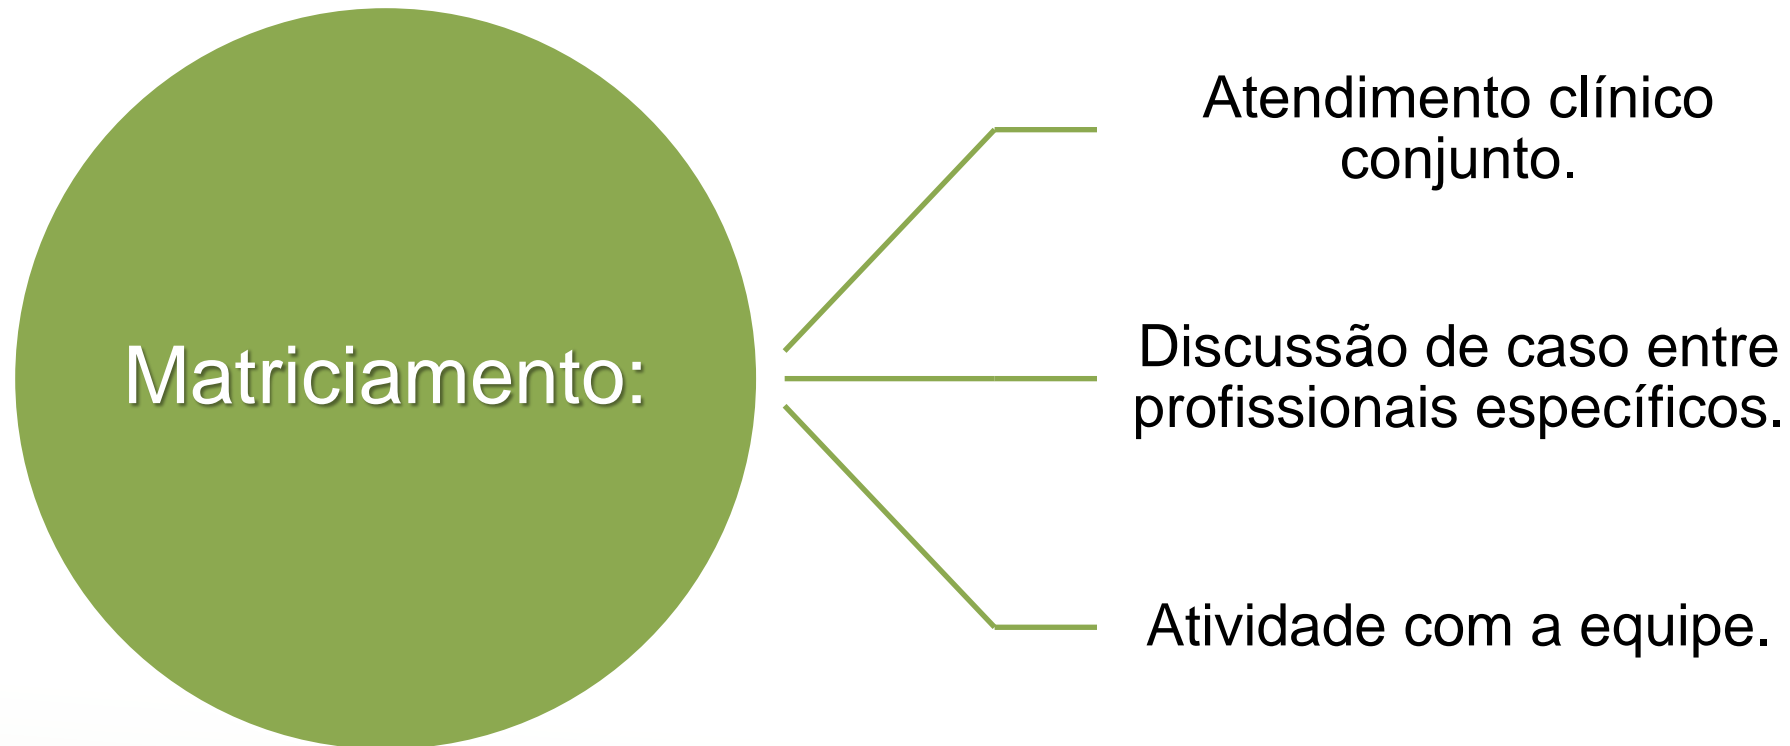 Matriciamento:
Atendimento clínico
conjunto.
Discussão de caso entre
profissionais específicos.
Atividade com a equipe.